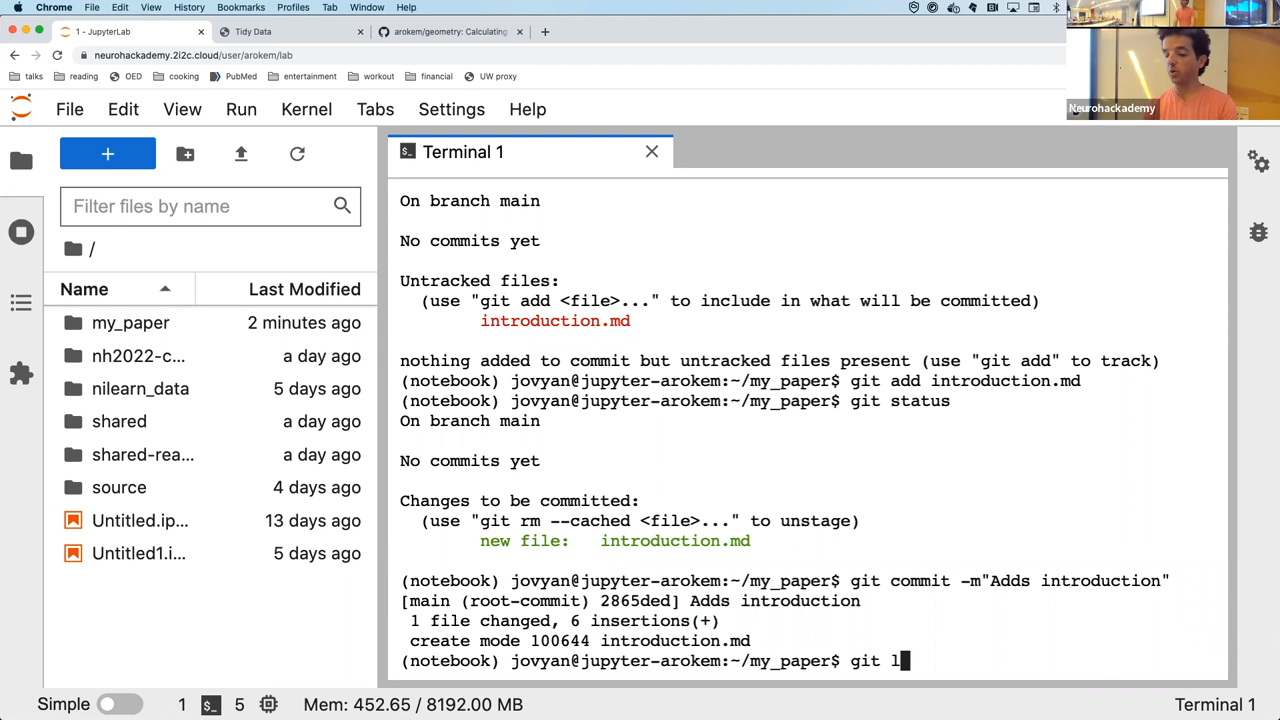 Chrome File Edit View History Bookmarks Profiles Tab Window Help
1 - JupyterLab
Tidy Data
arokem/geometry: Calculating
neurohackademy.2i2c.cloud/user/arokem/lab
talks reading OED cooking PubMed entertainment workout financial UW proxy
Neurohackademy
File Edit View Run Kernel Tabs Settings Help
Terminal 1
Filter files by name
/
Name Last Modified
my_paper 2 minutes ago
nh2022-c... a day ago
nilearn_data 5 days ago
shared a day ago
shared-rea... a day ago
source 4 days ago
Untitled.ip... 13 days ago
Untitled1.i... 5 days ago
On branch main
No commits yet
Untracked files:
(use "git add <file>..." to include in what will be committed)
introduction.md
nothing added to commit but untracked files present (use "git add" to track)
(notebook) jovyan@jupyter-arokem:~/my_paper$ git add introduction.md
(notebook) jovyan@jupyter-arokem:~/my_paper$ git status
On branch main
No commits yet
Changes to be committed:
(use "git rm --cached <file>..." to unstage)
new file: introduction.md
(notebook) jovyan@jupyter-arokem:~/my_paper$ git commit -m"Adds introduction"
[main (root-commit) 2865ded] Adds introduction
1 file changed, 6 insertions(+)
create mode 100644 introduction.md
(notebook) jovyan@jupyter-arokem:~/my_paper$ git l
Simple 1 5 Mem: 452.65 / 8192.00 MB Terminal 1